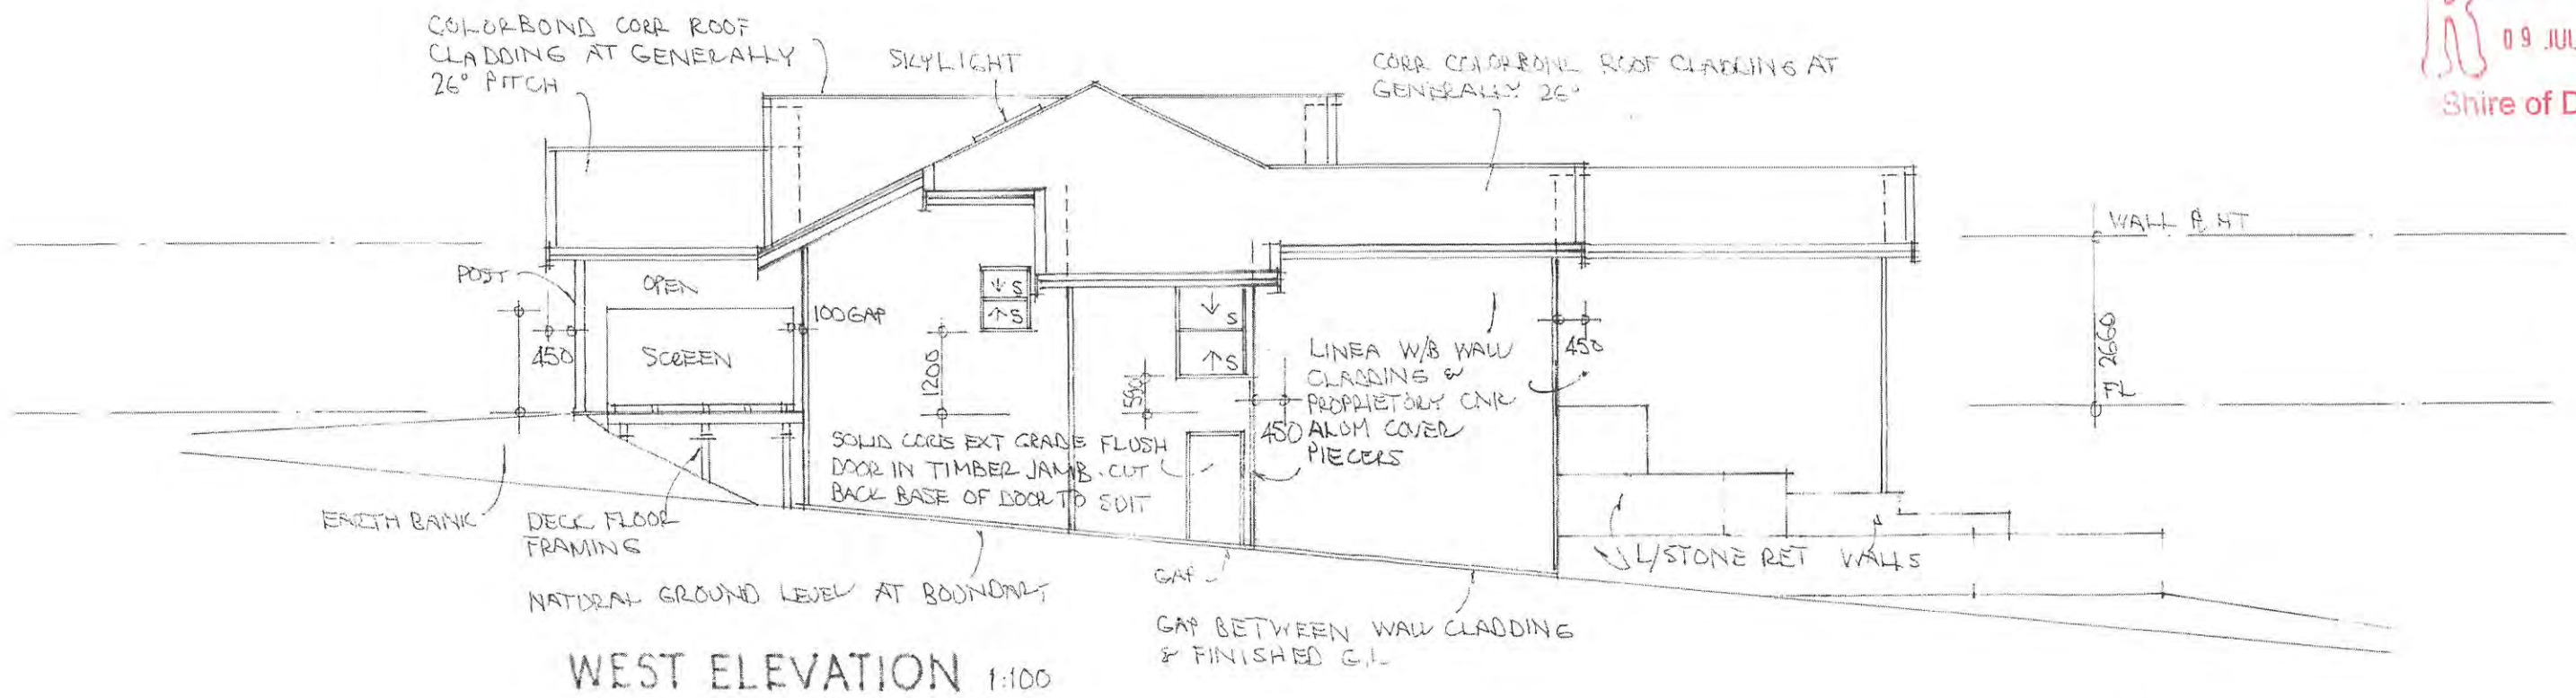 COLORBOND CORR ROOF
CLADDING AT GENERALLY
26° PITCH
SKYLIGHT
CORR COLORBOND ROOF CLADDING AT
GENERALLY 26°
09 JUL
Shire of D
WALL HT
POST
OPEN
100 GAP
SCREEN
450
↓S
↑S
1200
↓S
↑S
LINEA W/B WALL
CLADDING &
PROPRIETORY CNR
ALUM COVER
PIECERS
450
450
2660
FL
SOLID CORE EXT GRADE FLUSH
DOOR IN TIMBER JAMB. CUT
BACK BASE OF DOOR TO SUIT
EARTH BANK
DECK FLOOR
FRAMING
NATURAL GROUND LEVEL AT BOUNDARY
GAP
L/STONE RET WALLS
GAP BETWEEN WALL CLADDING
& FINISHED G.L
WEST ELEVATION 1:100